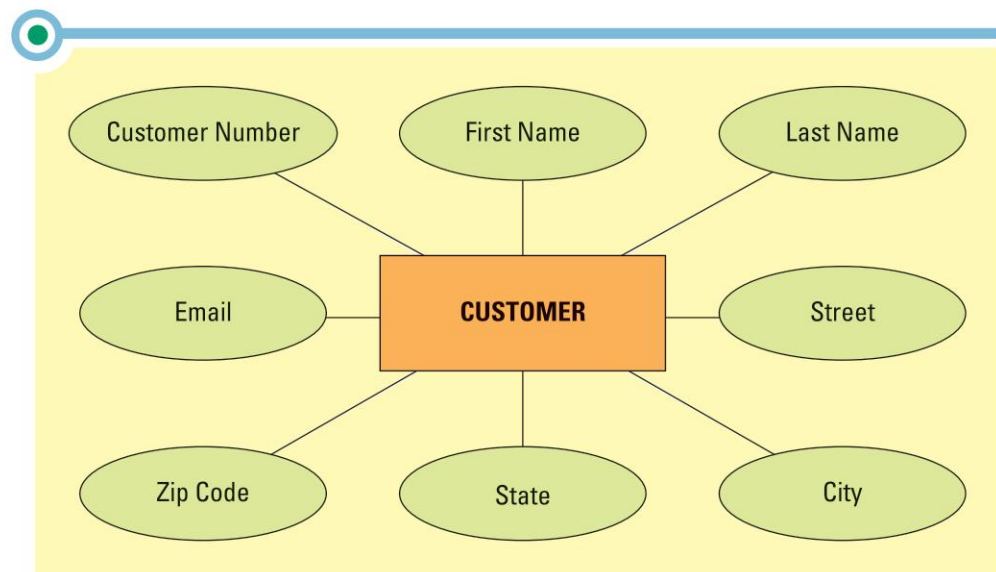 Customer Number
First Name
Last Name
Email
CUSTOMER
Street
Zip Code
State
City